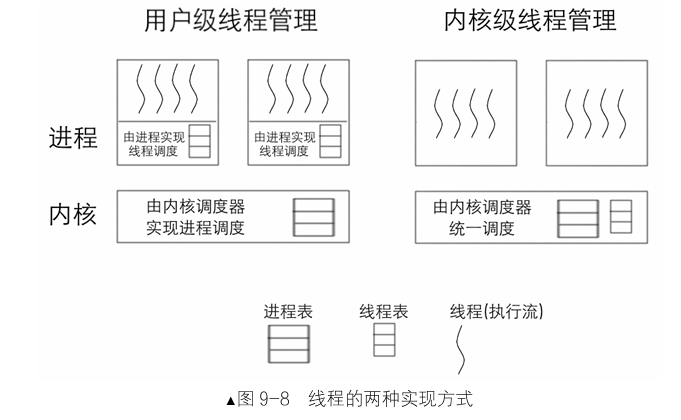 用户级线程管理
内核级线程管理
进程
由进程实现
线程调度
由进程实现
线程调度
内核
由内核调度器
实现进程调度
由内核调度器
统一调度
进程表
线程表
线程(执行流)
▲图 9-8 线程的两种实现方式